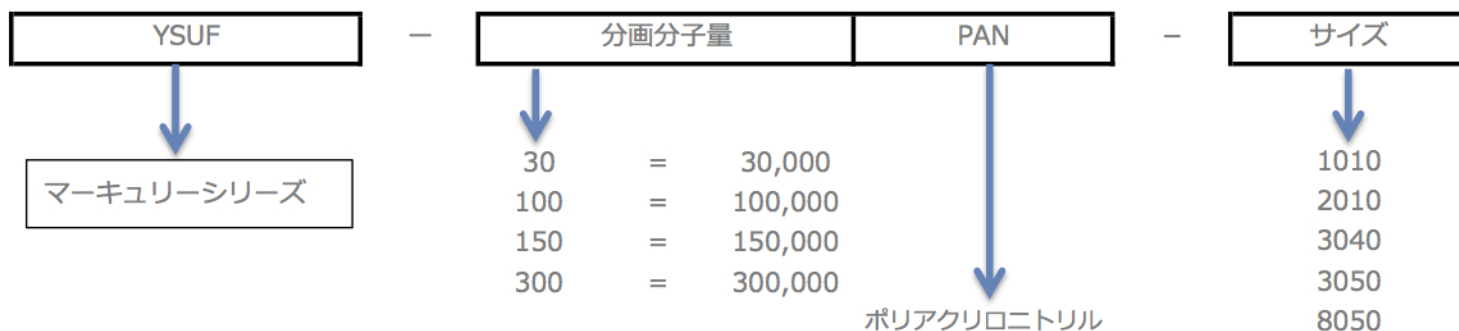 YSUF － 分画分子量 PAN - サイズ
マーキュリーシリーズ
30 = 30,000 1010
100 = 100,000 2010
150 = 150,000 3040
300 = 300,000 3050
ポリアクリロニトリル 8050